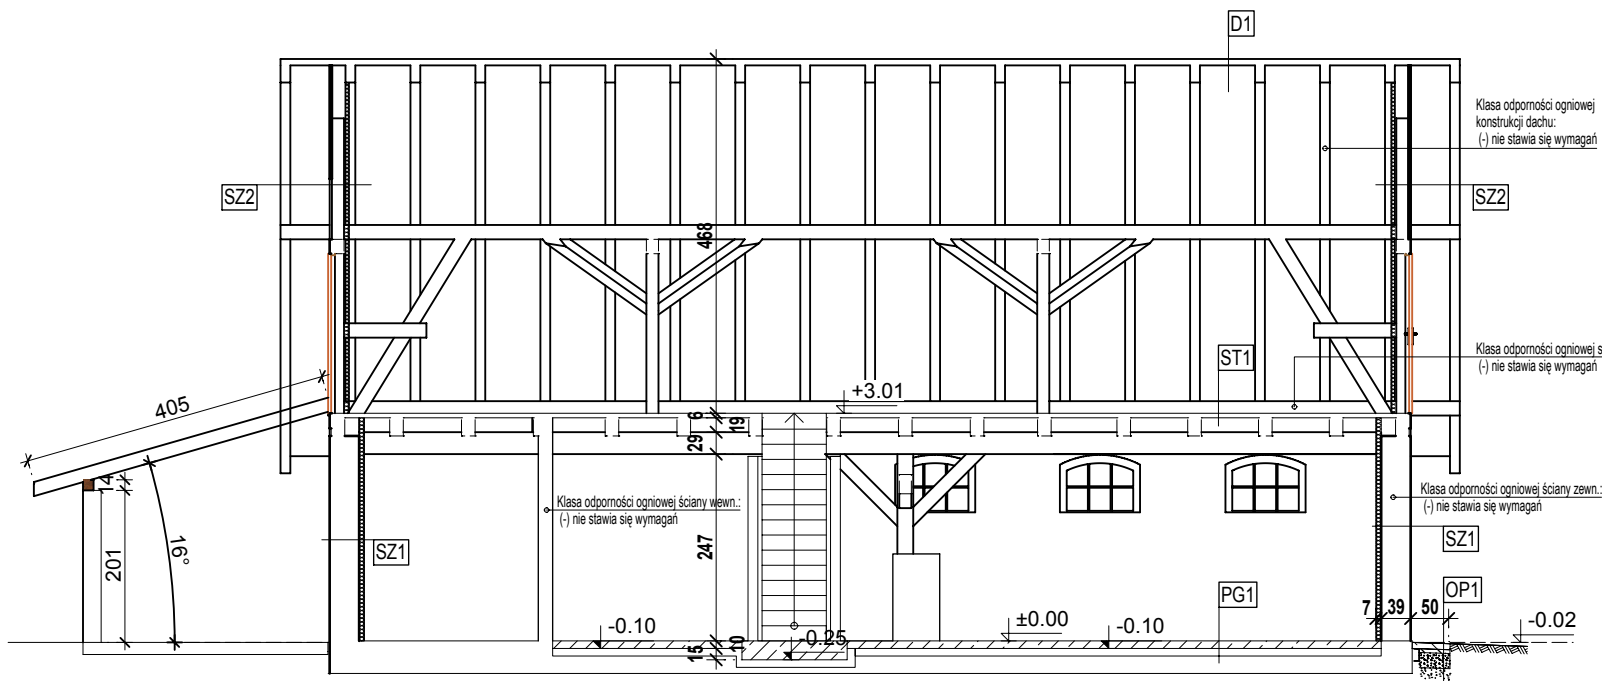 D1
Klasa odporności ogniowej
konstrukcji dachu:
(-) nie stawia się wymagań
SZ2
SZ2
468
Klasa odporności ogniowej s
(-) nie stawia się wymagań
ST1
+3.01
405
6
19
29
14
Klasa odporności ogniowej ściany wewn.:
(-) nie stawia się wymagań
Klasa odporności ogniowej ściany zewn.:
(-) nie stawia się wymagań
201
16°
SZ1
247
SZ1
PG1
OP1
7
39
50
-0.10
±0.00
-0.10
-0.02
10
-0.25
15